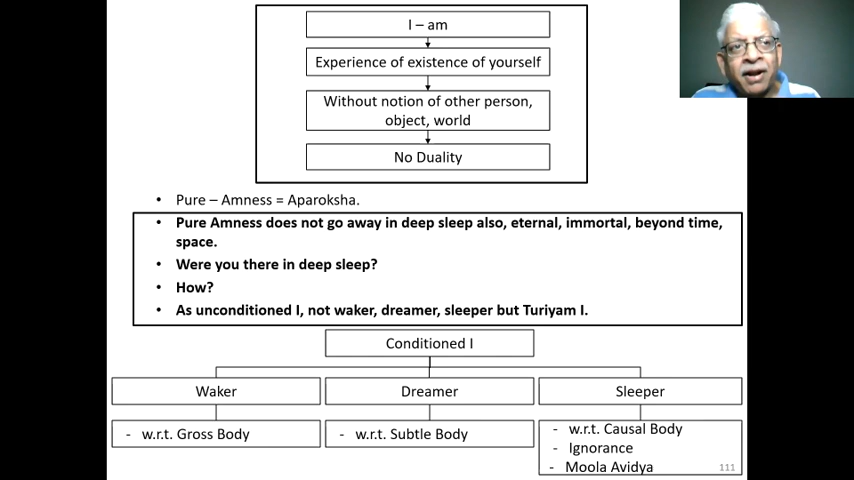 I – am
Experience of existence of yourself
Without notion of other person,
object, world
No Duality
• Pure – Amness = Aparoksha.
• Pure Amness does not go away in deep sleep also, eternal, immortal, beyond time,
space.
• Were you there in deep sleep?
• How?
• As unconditioned I, not waker, dreamer, sleeper but Turiyam I.
Conditioned I
Waker
Dreamer
Sleeper
- w.r.t. Gross Body
- w.r.t. Subtle Body
- w.r.t. Causal Body
- Ignorance
- Moola Avidya
111